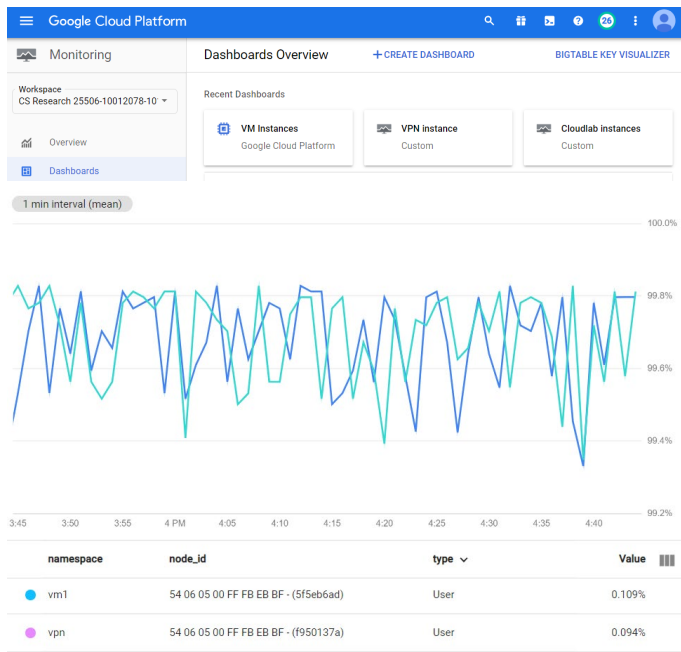 Google Cloud Platform
26
Monitoring
Dashboards Overview
CREATE DASHBOARD
BIGTABLE KEY VISUALIZER
Workspace
CS Research 25506-10012078-10
Recent Dashboards
VM Instances
Google Cloud Platform
VPN instance
Custom
Cloudlab instances
Custom
Overview
Dashboards
1 min interval (mean)
100.0%
99.8%
99.6%
99.4%
99.2%
3:45 3:50 3:55 4 PM 4:05 4:10 4:15 4:20 4:25 4:30 4:35 4:40
namespace node_id type Value
vm1 54 06 05 00 FF FB EB BF - (5f5eb6ad) User 0.109%
vpn 54 06 05 00 FF FB EB BF - (f950137a) User 0.094%